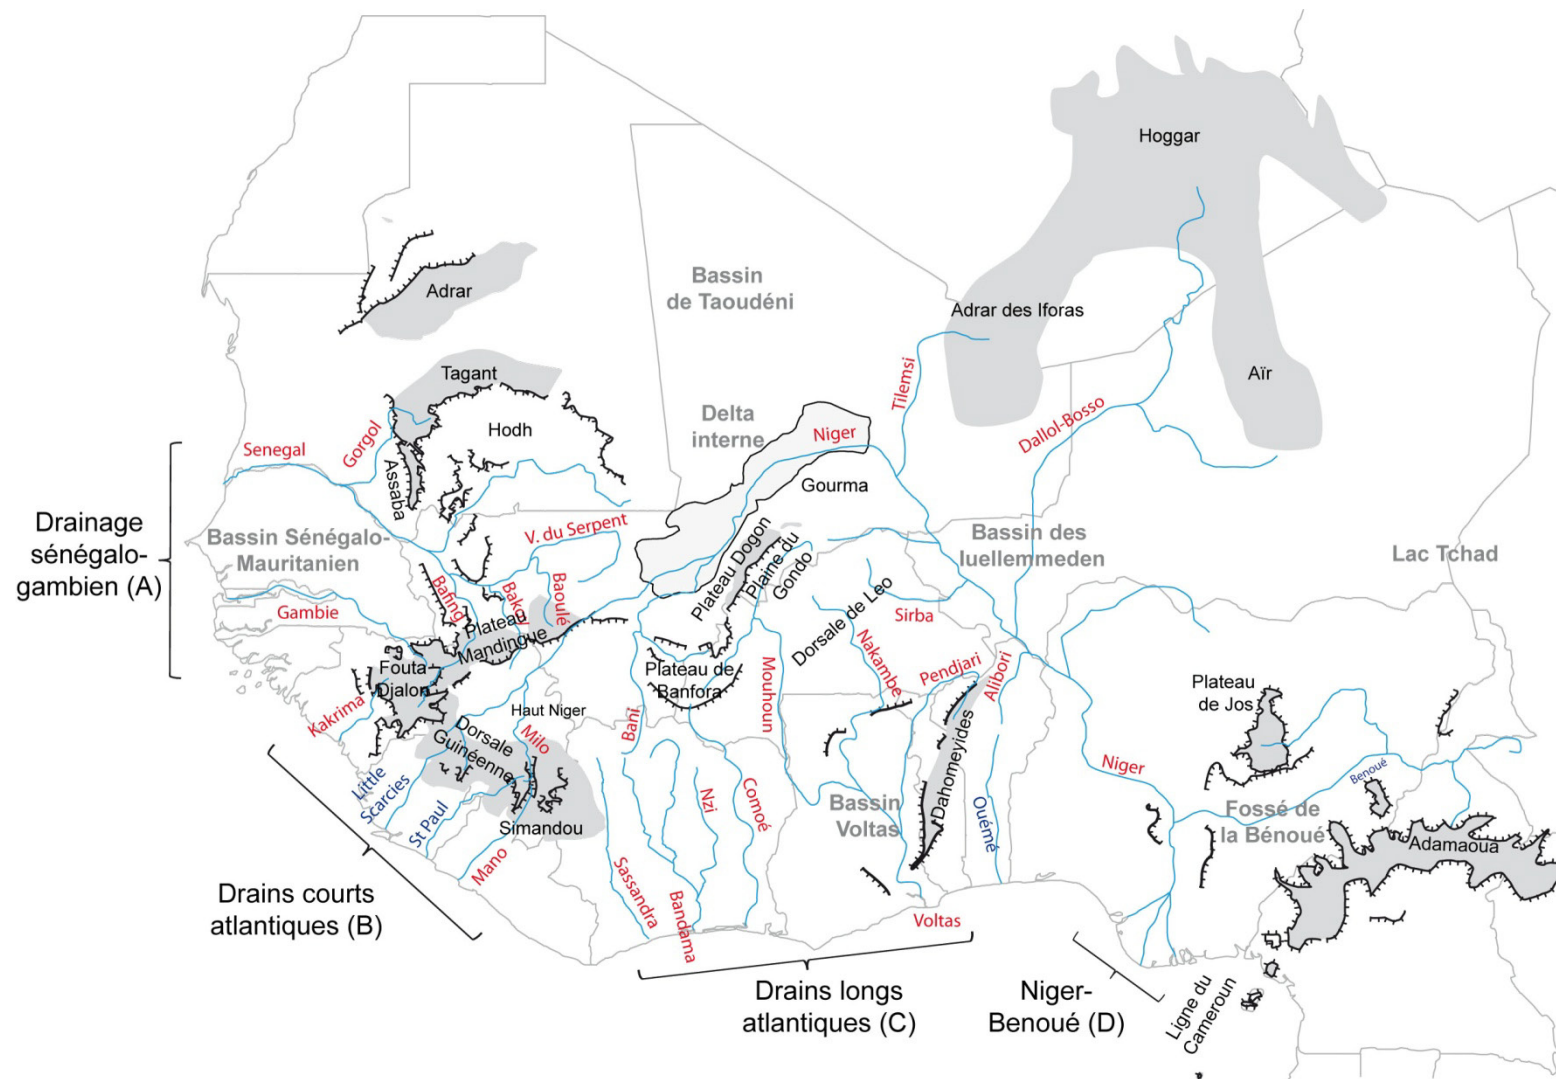 Hoggar
Adrar
Bassin
de Taoudéni
Adrar des Iforas
Tagant
Aïr
Tilemsi
Delta
interne
Dallol-Bosso
Hodh
Niger
Senegal
Gorgol
Assaba
Gourma
Drainage
sénégalo-
gambien (A)
Bassin Sénégalo-
Mauritanien
V. du Serpent
Plateau Dogon
Plaine du
Gondo
Bassin des
Iuellemmeden
Lac Tchad
Gambie
Bafing
Bakoy
Baoulé
Plateau
Mandingue
Dorsale de Leo
Sirba
Fouta
Djalon
Plateau de
Banfora
Mouhoun
Nakambe
Pendjari
Alibori
Plateau
de Jos
Kakrima
Haut Niger
Bani
Dorsale
Guinéenne
Milo
Niger
Benoué
Little
Scarcies
St Paul
Simandou
Nzi
Comoé
Bassin
Voltas
Dahomeyides
Ouémé
Fossé de
la Bénoué
Adamaoua
Mano
Sassandra
Bandama
Voltas
Drains courts
atlantiques (B)
Drains longs
atlantiques (C)
Niger-
Benoué (D)
Ligne du
Cameroun